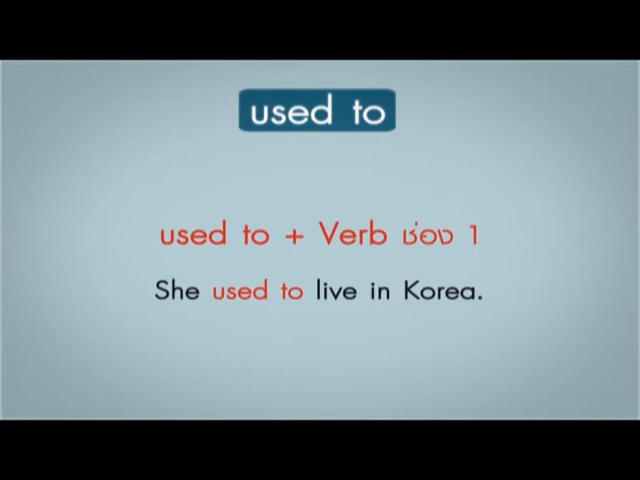 used to
used to + Verb ช่อง 1
She used to live in Korea.